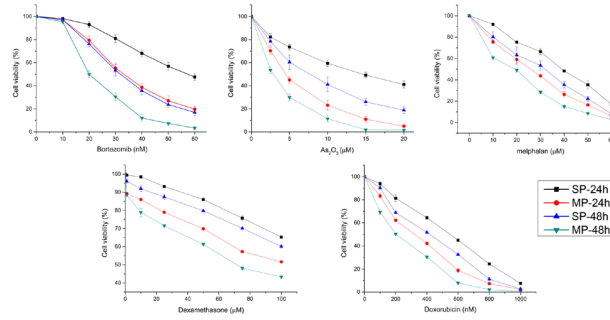 Cell viability (%)
100
80
60
40
20
0
0 10 20 30 40 50 60
Bortezomib (nM)
Cell viability (%)
100
80
60
40
20
0
0 5 10 15 20
As₂O₃ (μM)
Cell viability (%)
100
80
60
40
20
0
0 10 20 30 40 50
melphalan (μM)
Cell viability (%)
100
90
80
70
60
50
40
0 20 40 60 80 100
Dexamethasone (μM)
Cell viability (%)
100
80
60
40
20
0
0 200 400 600 800 1000
Doxorubicin (nM)
SP-24h
MP-24h
SP-48h
MP-48h